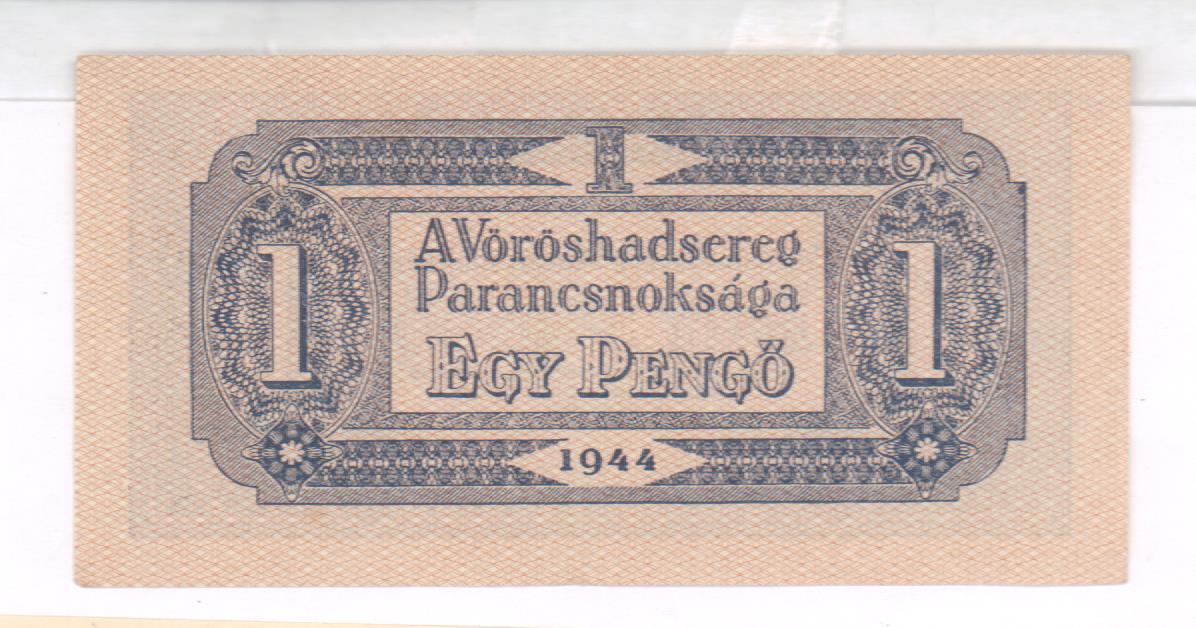 1
A Vöröshadsereg
Parancsnoksága
1 1
EGY PENGŐ
1944